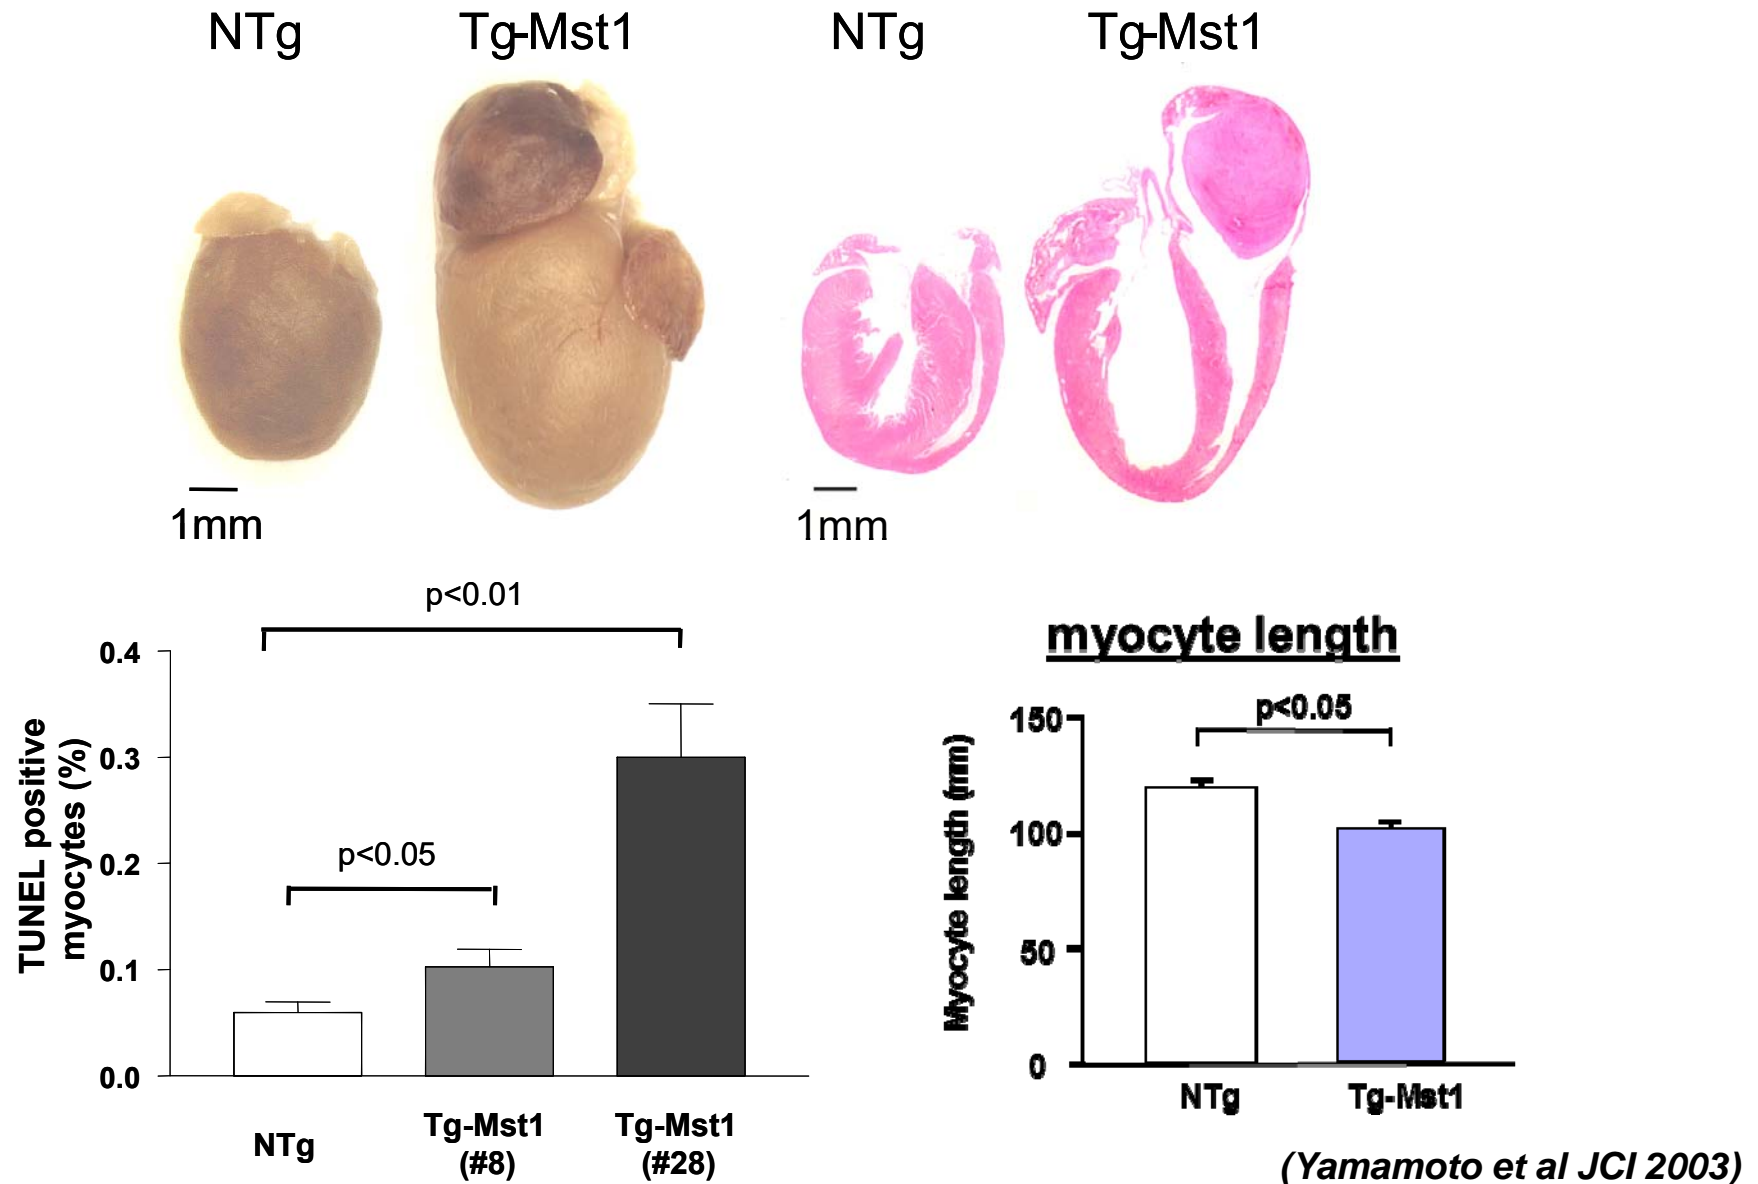 NTg Tg-Mst1 NTg Tg-Mst1
1mm 1mm
p<0.01
0.4
0.3
0.2
0.1
0.0
TUNEL positive
myocytes (%)
p<0.05
NTg
Tg-Mst1
(#8)
Tg-Mst1
(#28)
myocyte length
p<0.05
150
100
50
0
Myocyte length (mm)
NTg Tg-Mst1
(Yamamoto et al JCI 2003)